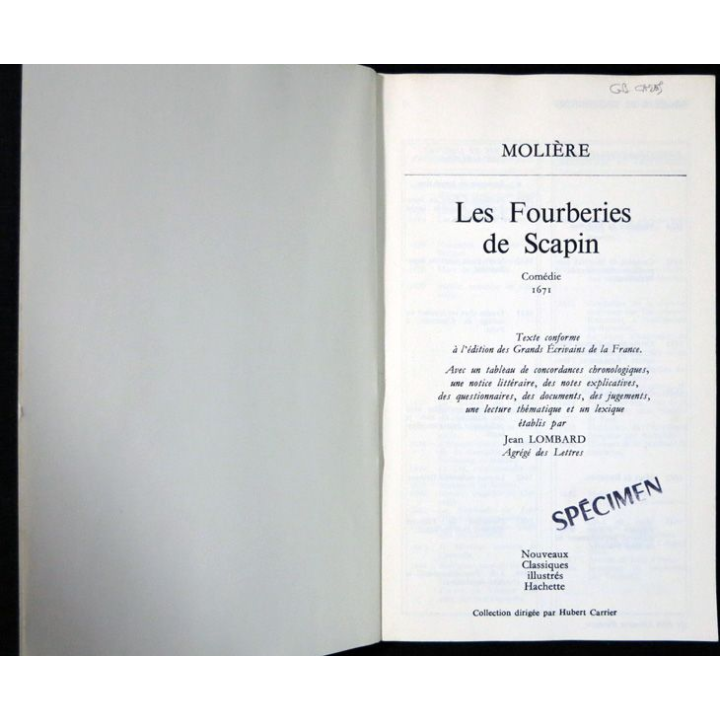 MOLIÈRE
Les Fourberies
de Scapin
Comédie
1671
Texte conforme
à l'édition des Grands Écrivains de la France.
Avec un tableau de concordances chronologiques,
une notice littéraire, des notes explicatives,
des questionnaires, des documents, des jugements,
une lecture thématique et un lexique
établis par
Jean LOMBARD
Agrégé des Lettres
SPÉCIMEN
Nouveaux
Classiques
illustrés
Hachette
Collection dirigée par Hubert Carrier